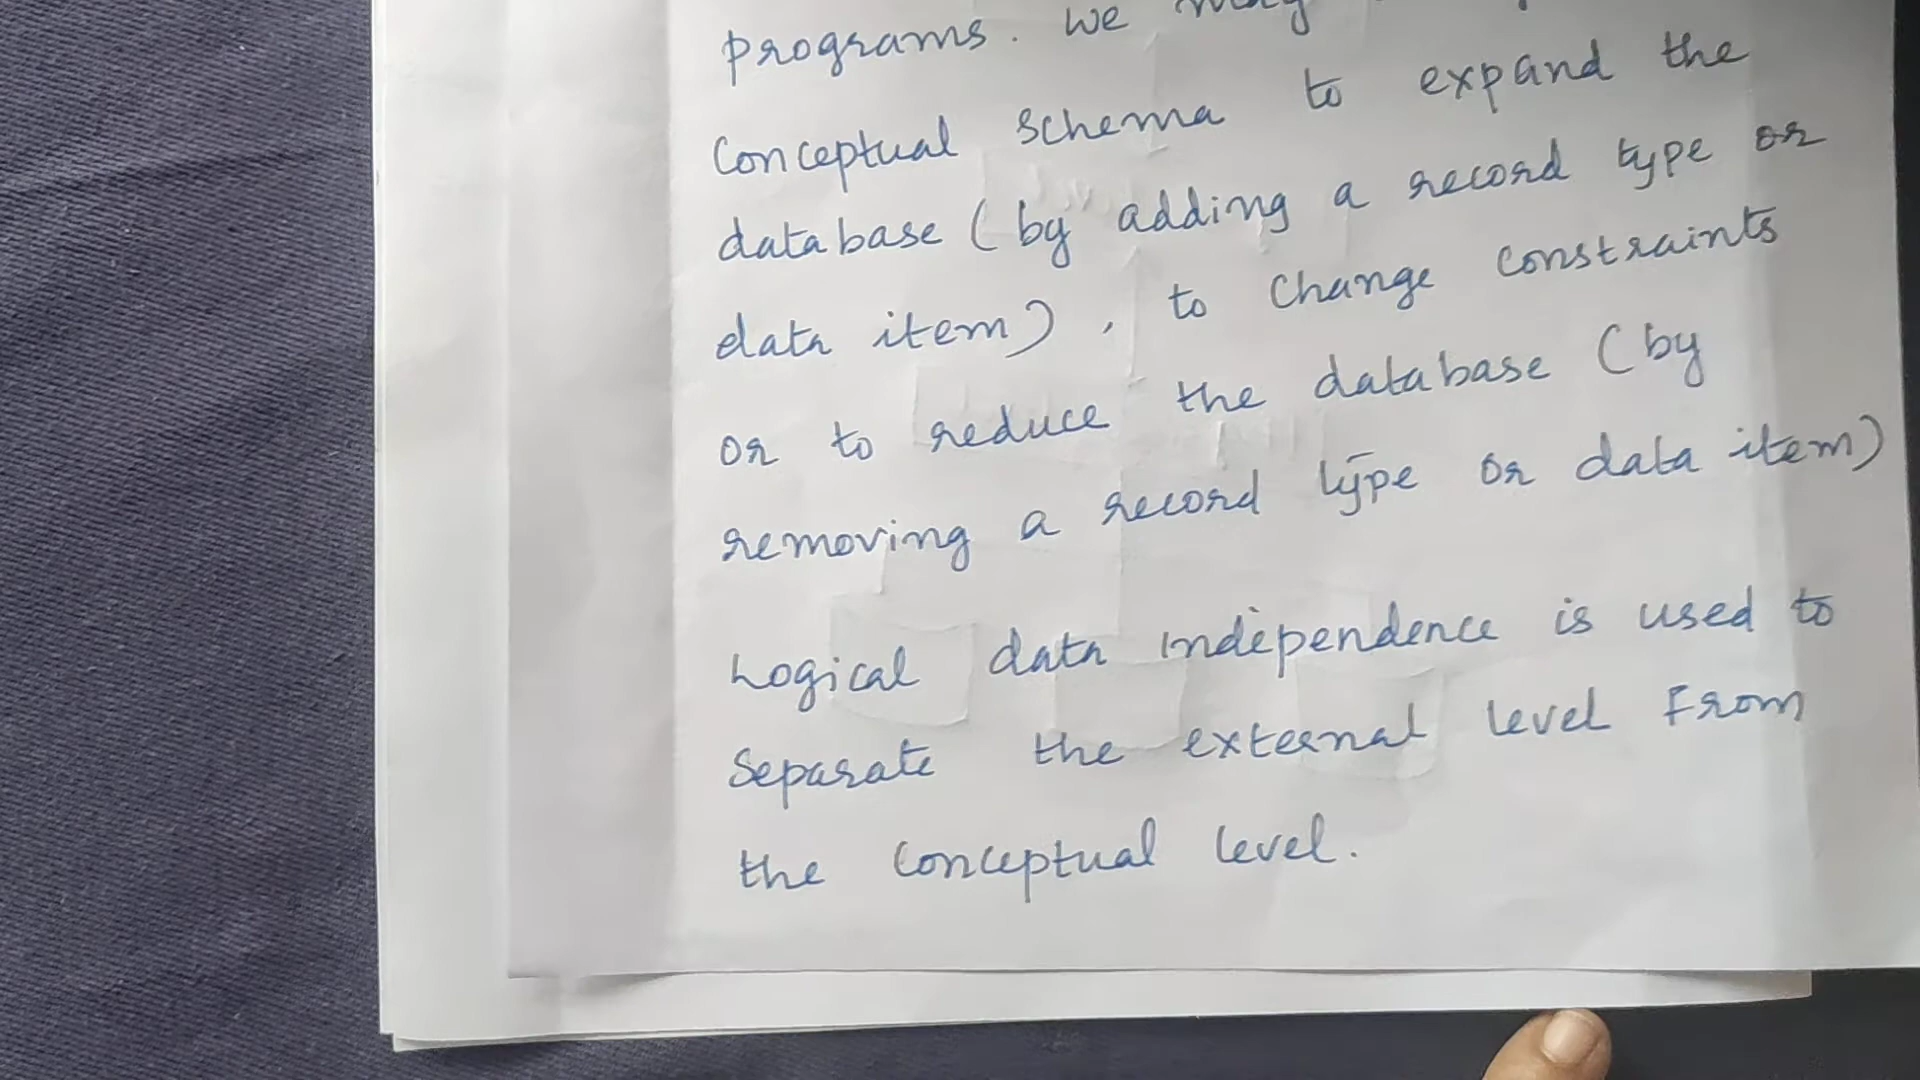 programs. We may
Conceptual schema to expand the
database (by adding a record type or
data item), to change constraints
or to reduce the database (by
removing a record type or data item)
Logical data independence is used to
separate the external level from
the conceptual level.